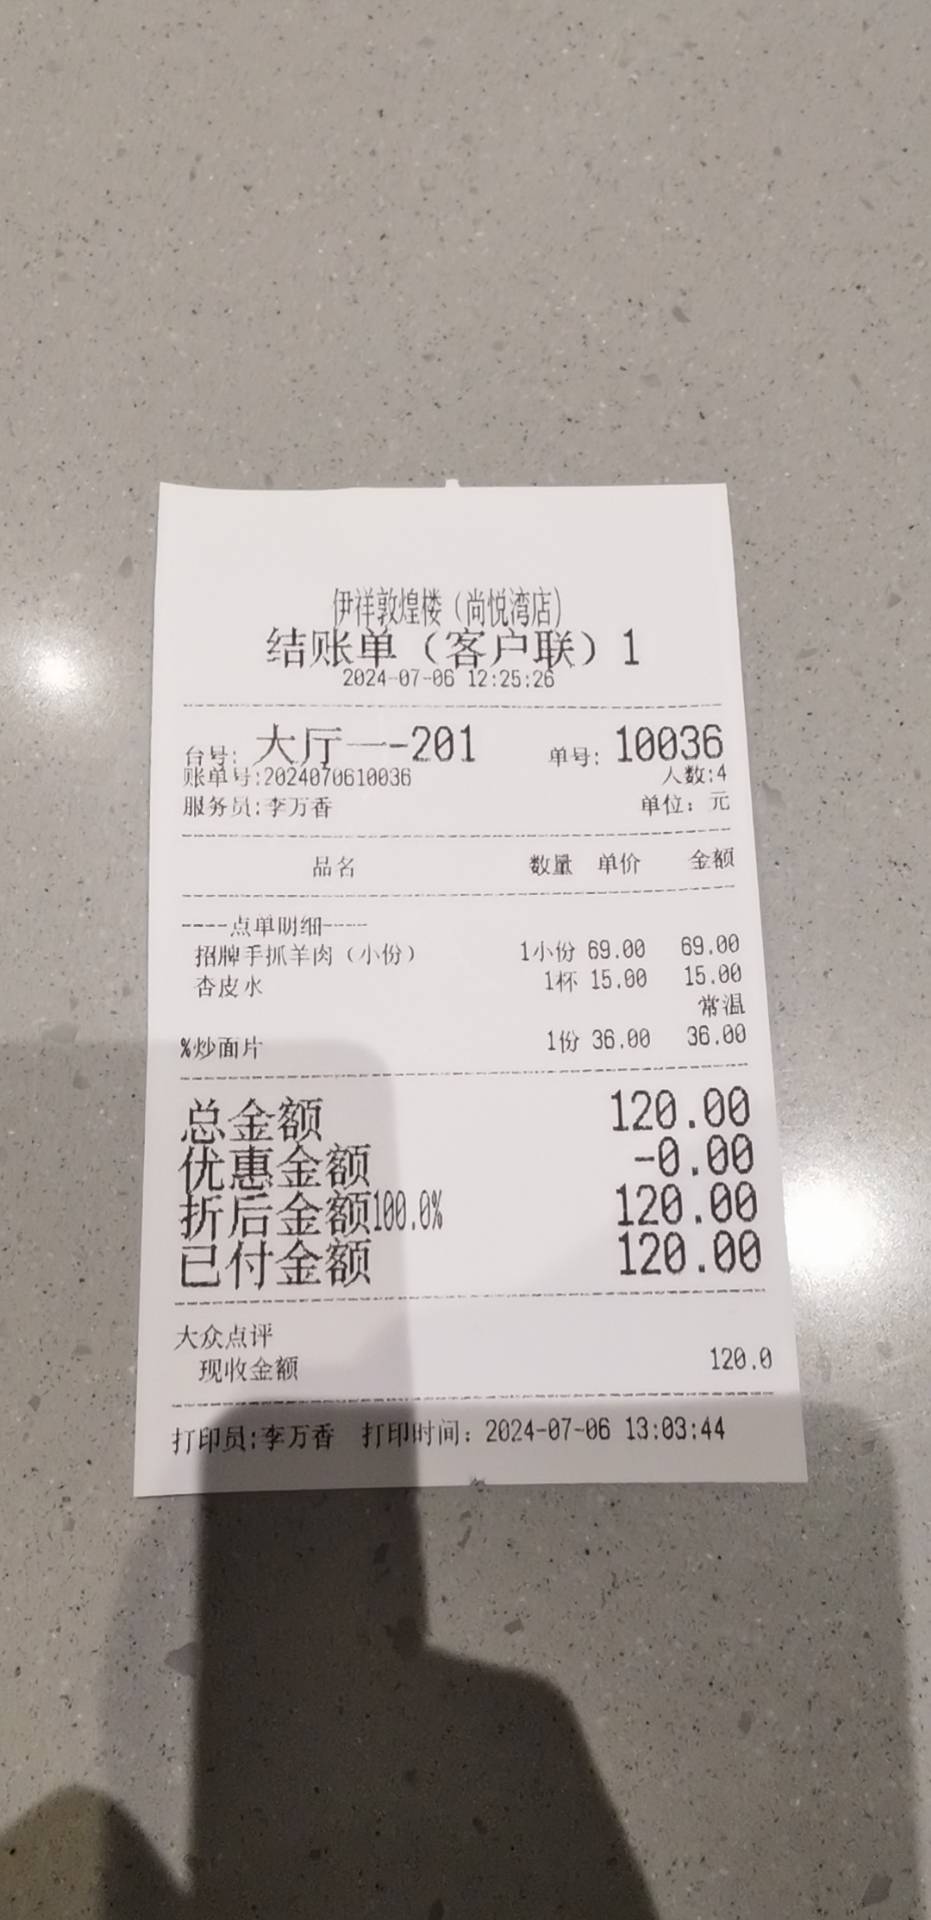 伊祥敦煌楼（尚悦湾店）
结账单（客户联）1
2024-07-06 12:25:26
台号: 大厅一-201 单号: 10036
账单号:2024070610036 人数:4
服务员:李万香 单位: 元
品名 数量 单价 金额
----点单明细----
招牌手抓羊肉（小份） 1小份 69.00 69.00
杏皮水 1杯 15.00 15.00
常温
%炒面片 1份 36.00 36.00
总金额 120.00
优惠金额 -0.00
折后金额100.0% 120.00
已付金额 120.00
大众点评
现收金额 120.0
打印员:李万香 打印时间: 2024-07-06 13:03:44